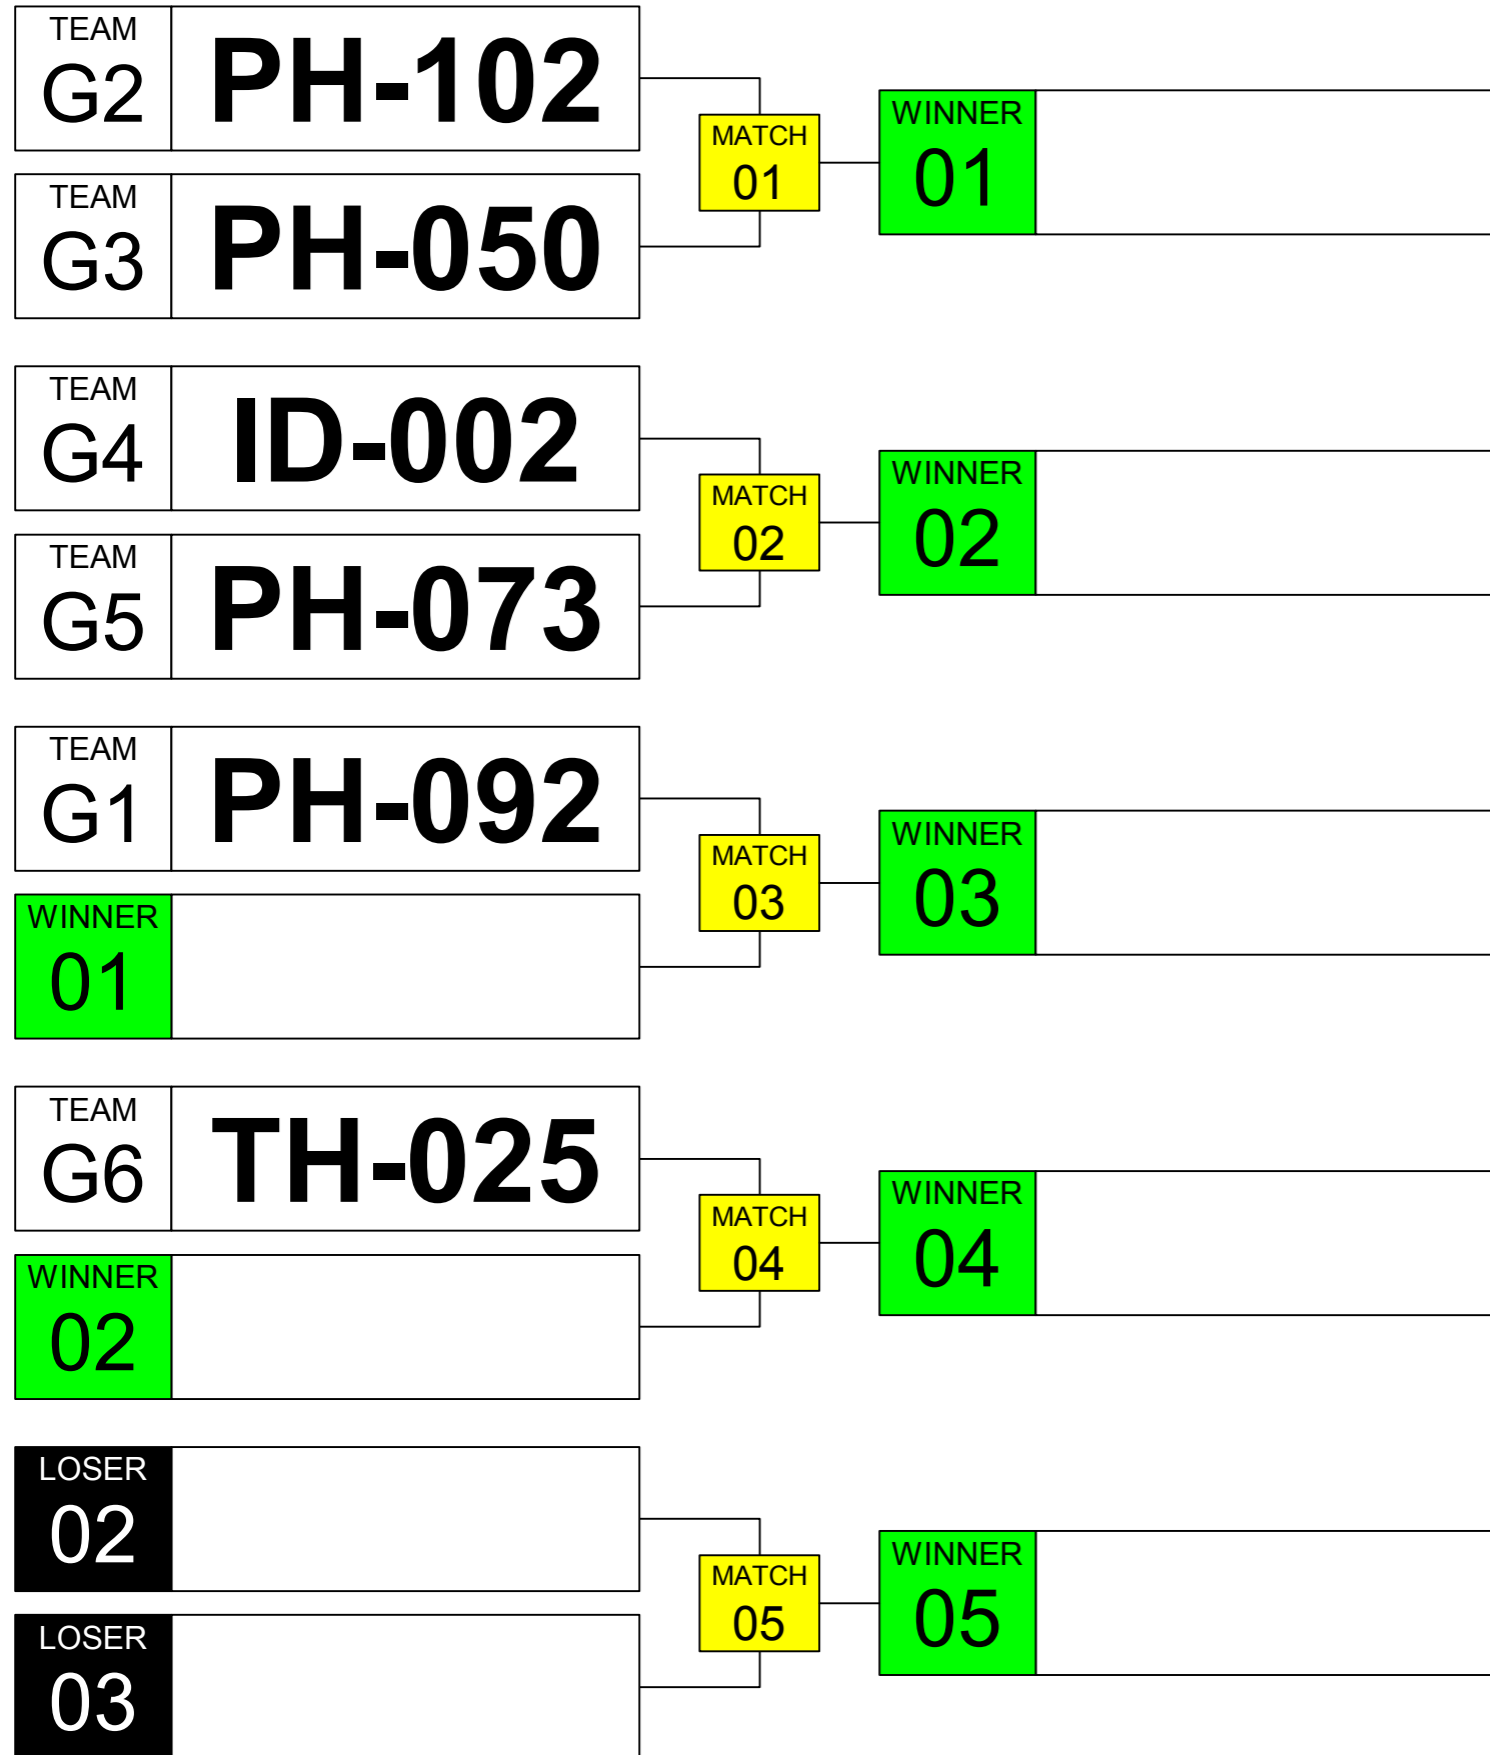 TEAM
G2
PH-102
MATCH
01
WINNER
01
TEAM
G3
PH-050
TEAM
G4
ID-002
MATCH
02
WINNER
02
TEAM
G5
PH-073
TEAM
G1
PH-092
MATCH
03
WINNER
03
WINNER
01
TEAM
G6
TH-025
MATCH
04
WINNER
04
WINNER
02
LOSER
02
MATCH
05
WINNER
05
LOSER
03